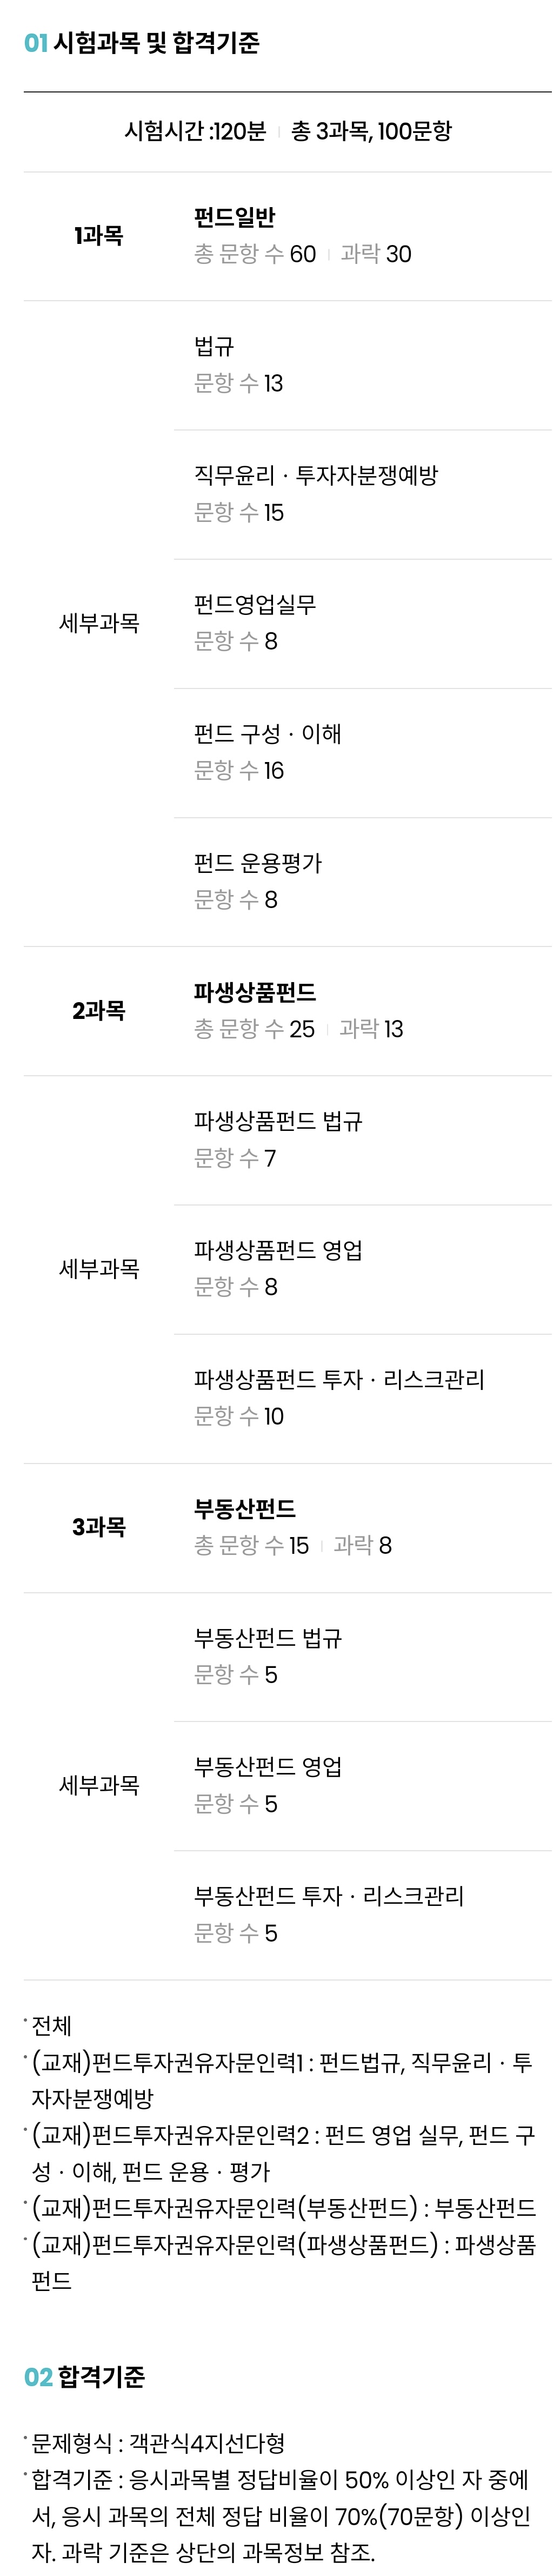 01 시험과목 및 합격기준
시험시간 :120분 | 총 3과목, 100문항
1과목
펀드일반
총 문항 수 60 | 과락 30
세부과목
법규
문항 수 13
직무윤리 · 투자자분쟁예방
문항 수 15
펀드영업실무
문항 수 8
펀드 구성 · 이해
문항 수 16
펀드 운용평가
문항 수 8
2과목
파생상품펀드
총 문항 수 25 | 과락 13
세부과목
파생상품펀드 법규
문항 수 7
파생상품펀드 영업
문항 수 8
파생상품펀드 투자 · 리스크관리
문항 수 10
3과목
부동산펀드
총 문항 수 15 | 과락 8
세부과목
부동산펀드 법규
문항 수 5
부동산펀드 영업
문항 수 5
부동산펀드 투자 · 리스크관리
문항 수 5
· 전체
· (교재)펀드투자권유자문인력1 : 펀드법규, 직무윤리 · 투
자자분쟁예방
· (교재)펀드투자권유자문인력2 : 펀드 영업 실무, 펀드 구
성 · 이해, 펀드 운용 · 평가
· (교재)펀드투자권유자문인력(부동산펀드) : 부동산펀드
· (교재)펀드투자권유자문인력(파생상품펀드) : 파생상품
펀드
02 합격기준
· 문제형식 : 객관식4지선다형
· 합격기준 : 응시과목별 정답비율이 50% 이상인 자 중에
서, 응시 과목의 전체 정답 비율이 70%(70문항) 이상인
자. 과락 기준은 상단의 과목정보 참조.